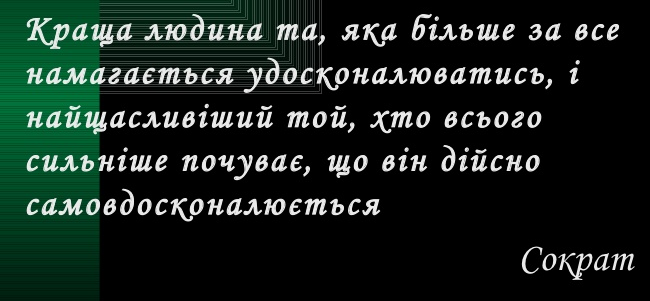 Краща людина та, яка більше за все
намагається удосконалюватись, і
найщасливіший той, хто всього
сильніше почуває, що він дійсно
самовдосконалюється
Сократ